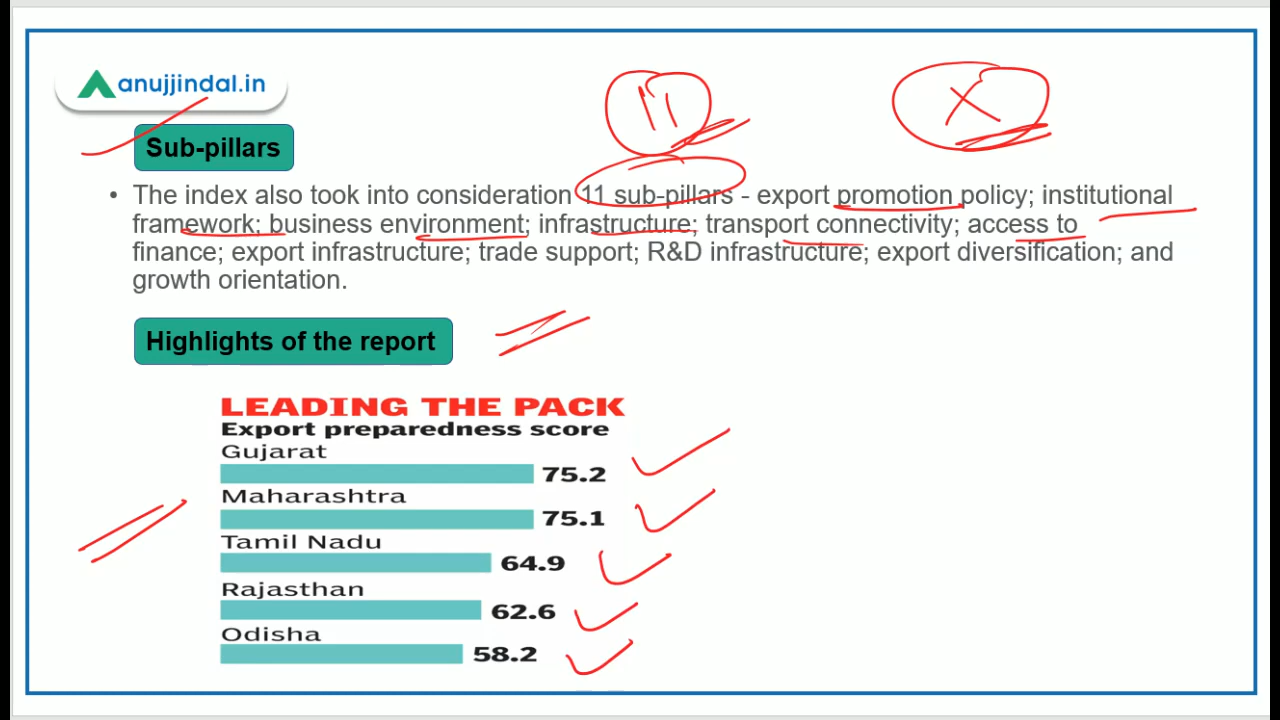 anujjindal.in
11
X
Sub-pillars
• The index also took into consideration 11 sub-pillars - export promotion policy; institutional
framework; business environment; infrastructure; transport connectivity; access to
finance; export infrastructure; trade support; R&D infrastructure; export diversification; and
growth orientation.
Highlights of the report
LEADING THE PACK
Export preparedness score
Gujarat
75.2
Maharashtra
75.1
Tamil Nadu
64.9
Rajasthan
62.6
Odisha
58.2